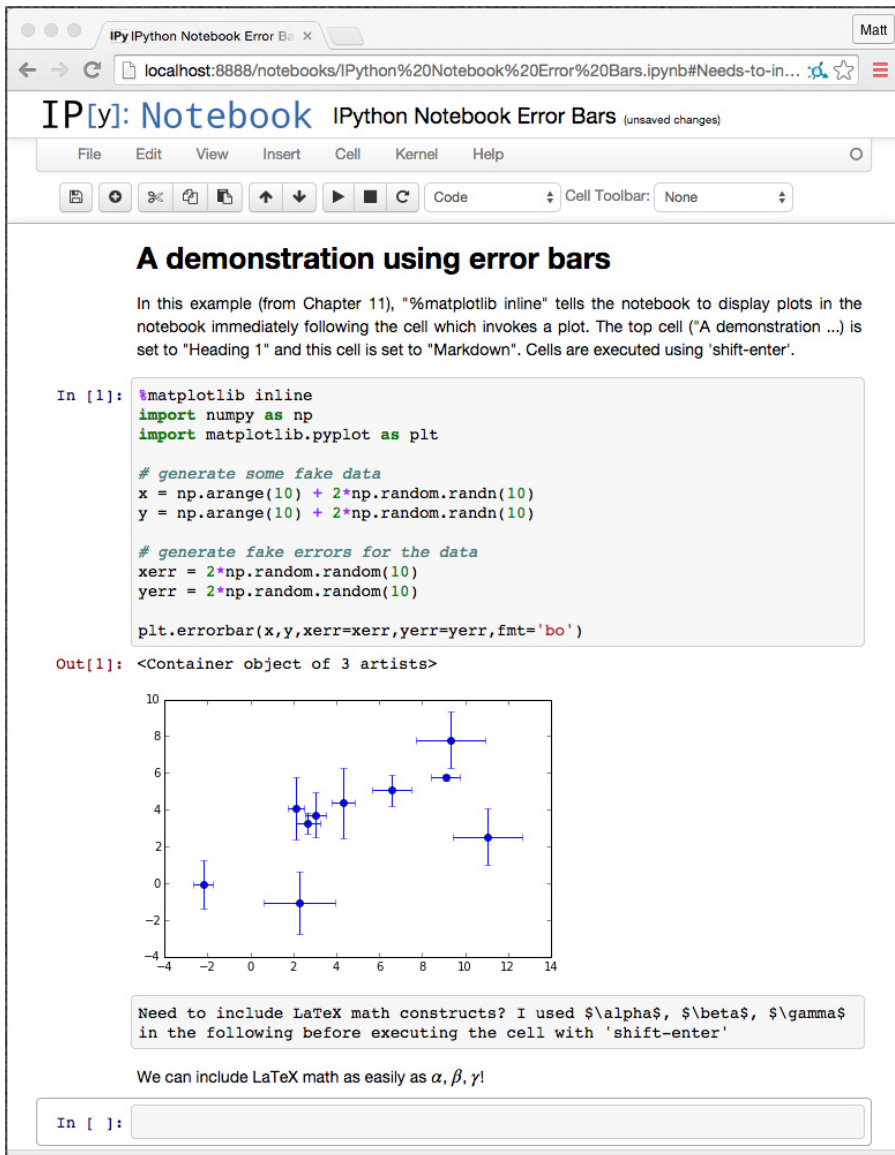 IPy IPython Notebook Error Ba ×
Matt
localhost:8888/notebooks/IPython%20Notebook%20Error%20Bars.ipynb#Needs-to-in...
IP[y]: Notebook IPython Notebook Error Bars (unsaved changes)
File Edit View Insert Cell Kernel Help
Code Cell Toolbar: None
A demonstration using error bars
In this example (from Chapter 11), "%matplotlib inline" tells the notebook to display plots in the
notebook immediately following the cell which invokes a plot. The top cell ("A demonstration ...) is
set to "Heading 1" and this cell is set to "Markdown". Cells are executed using 'shift-enter'.
In [1]: %matplotlib inline
import numpy as np
import matplotlib.pyplot as plt
# generate some fake data
x = np.arange(10) + 2*np.random.randn(10)
y = np.arange(10) + 2*np.random.randn(10)
# generate fake errors for the data
xerr = 2*np.random.random(10)
yerr = 2*np.random.random(10)
plt.errorbar(x,y,xerr=xerr,yerr=yerr,fmt='bo')
Out[1]: <Container object of 3 artists>
10
8
6
4
2
0
−2
−4
−4 −2 0 2 4 6 8 10 12 14
Need to include LaTeX math constructs? I used $\alpha$, $\beta$, $\gamma$
in the following before executing the cell with 'shift-enter'
We can include LaTeX math as easily as α, β, γ!
In [ ]: